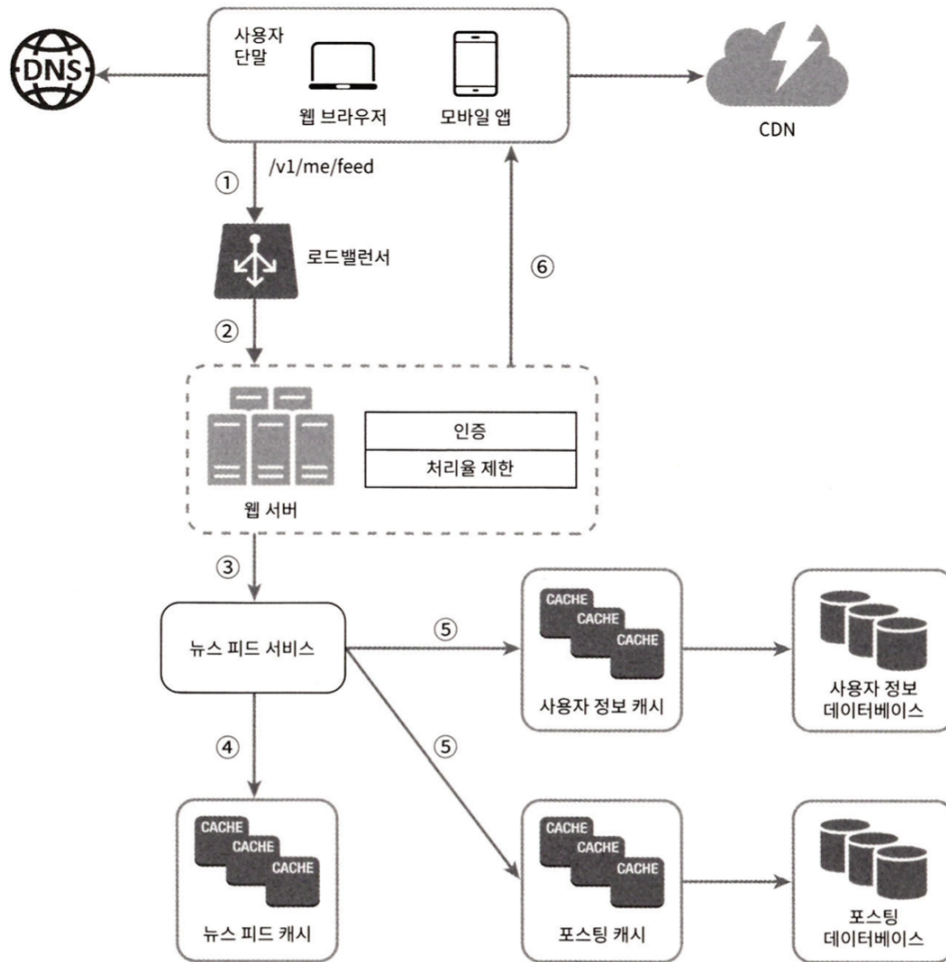 사용자
단말
DNS
웹 브라우저
모바일 앱
CDN
①
/v1/me/feed
로드밸런서
⑥
②
인증
처리율 제한
웹 서버
③
뉴스 피드 서비스
⑤
CACHE
CACHE
CACHE
사용자 정보 캐시
사용자 정보
데이터베이스
④
⑤
CACHE
CACHE
CACHE
뉴스 피드 캐시
CACHE
CACHE
CACHE
포스팅 캐시
포스팅
데이터베이스